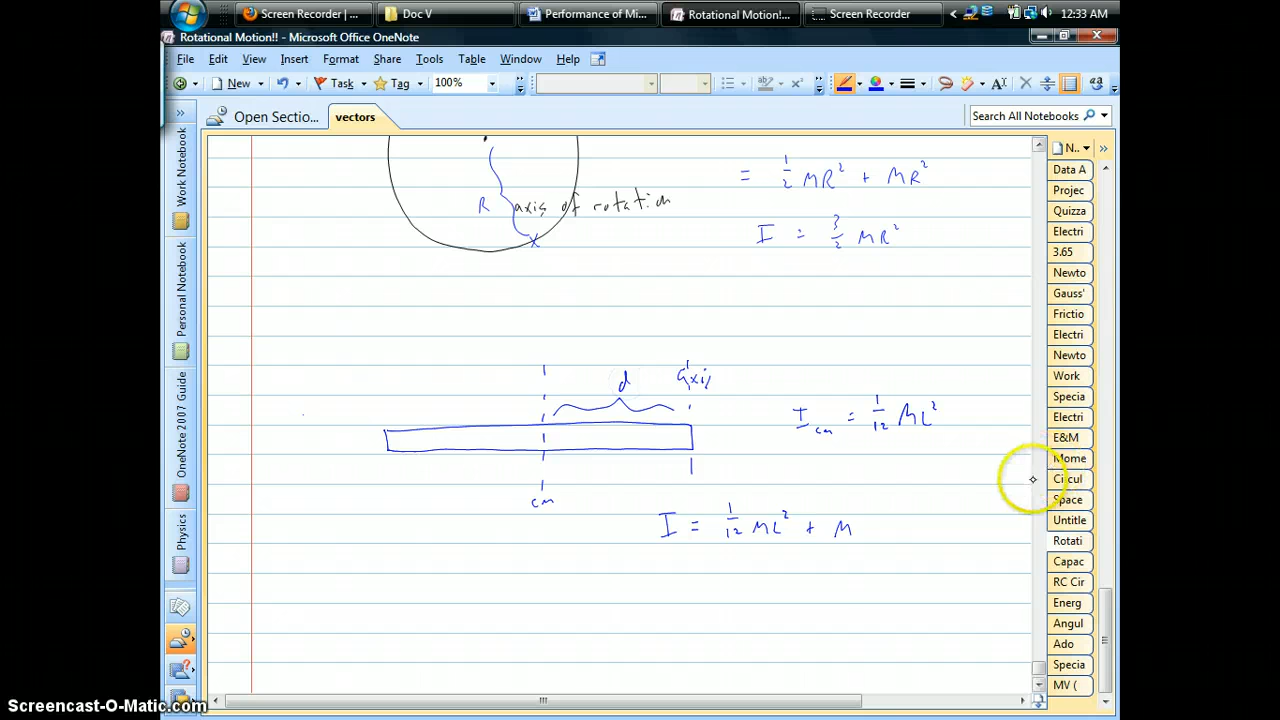 Screen Recorder | ...
Doc V
Performance of Mi...
Rotational Motion!! ...
Screen Recorder
12:33 AM
Rotational Motion!! - Microsoft Office OneNote
File Edit View Insert Format Share Tools Table Window Help
New Task Tag 100%
Open Sectio...
vectors
Search All Notebooks
Work Notebook
Personal Notebook
OneNote 2007 Guide
Physics
= 1/2 MR² + MR²
R axis of rotation
X
I = 3/2 MR²
d
axis
I cm = 1/12 ML²
cm
I = 1/12 ML² + M
N...
Data A
Projec
Quizza
Electri
3.65
Newto
Gauss'
Frictio
Electri
Newto
Work
Specia
Electri
E&M
Mome
Circul
Space
Untitle
Rotati
Capac
RC Cir
Energ
Angul
Ado
Specia
MV (
Screencast-O-Matic.com